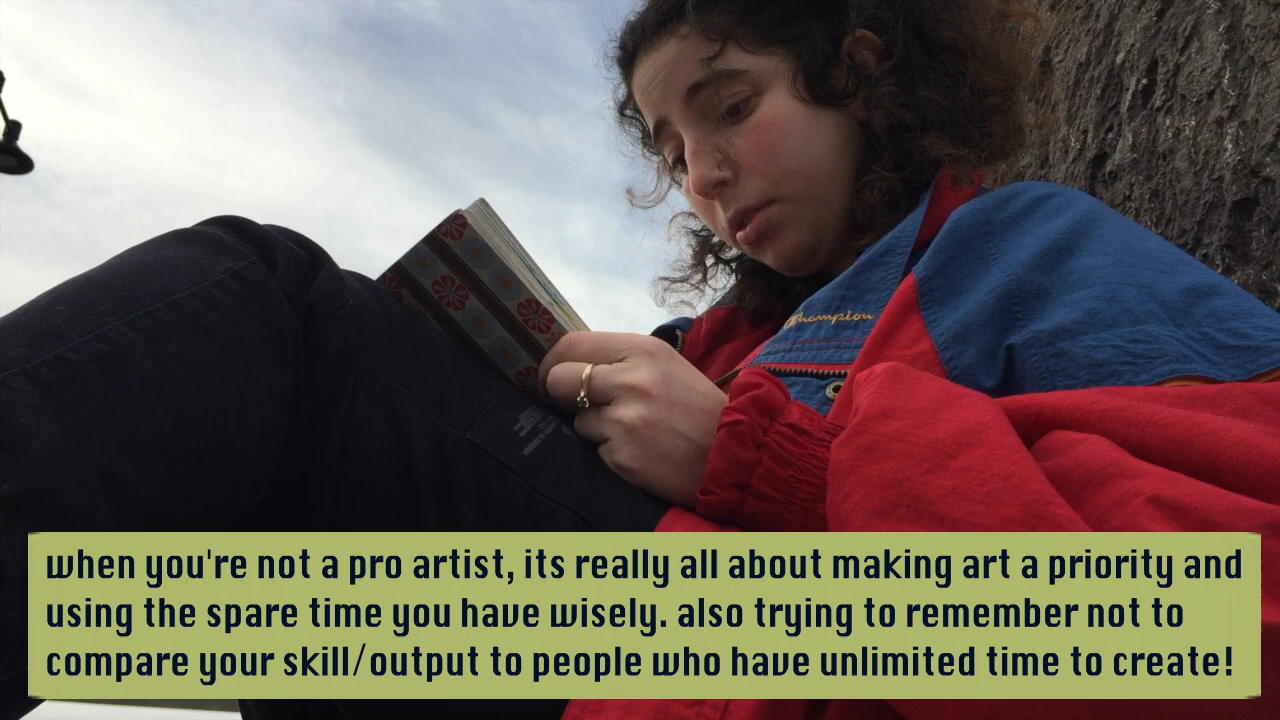 Champion
when you're not a pro artist, its really all about making art a priority and
using the spare time you have wisely. also trying to remember not to
compare your skill/output to people who have unlimited time to create!